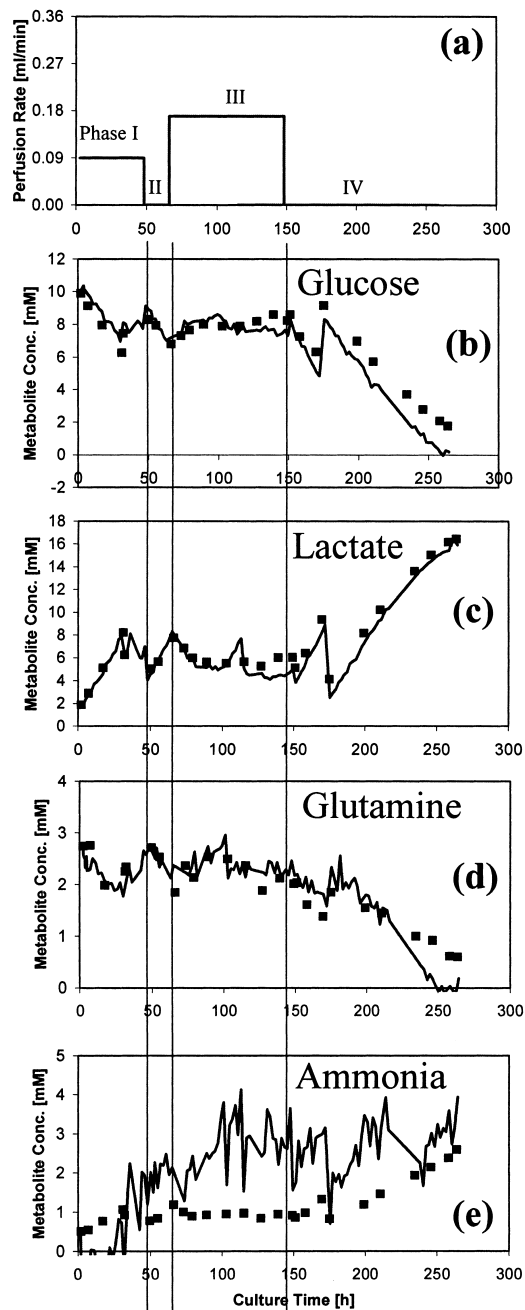 0.36
(a)
0.27
III
0.18
Phase I
0.09
II
IV
0.00
Perfusion Rate [ml/min]
0 50 100 150 200 250 300
12
Glucose
10
8
(b)
6
4
2
0
-2
Metabolite Conc. [mM]
0 50 100 150 200 250 300
18
Lactate
16
14
12
(c)
10
8
6
4
2
0
Metabolite Conc. [mM]
0 50 100 150 200 250 300
4
Glutamine
3
(d)
2
1
0
Metabolite Conc. [mM]
0 50 100 150 200 250 300
5
Ammonia
4
3
2
(e)
1
0
Metabolite Conc. [mM]
0 50 100 150 200 250 300
Culture Time [h]